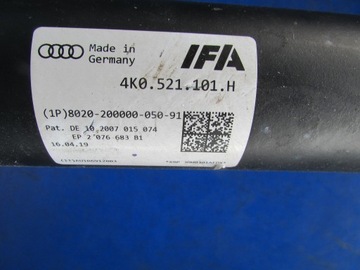 Made in
Germany
IFA
4K0.521.101.H
(1P)8020-200000-050-91
Pat. DE 10 2007 015 074
EP 2 076 683 B1
16.04.19